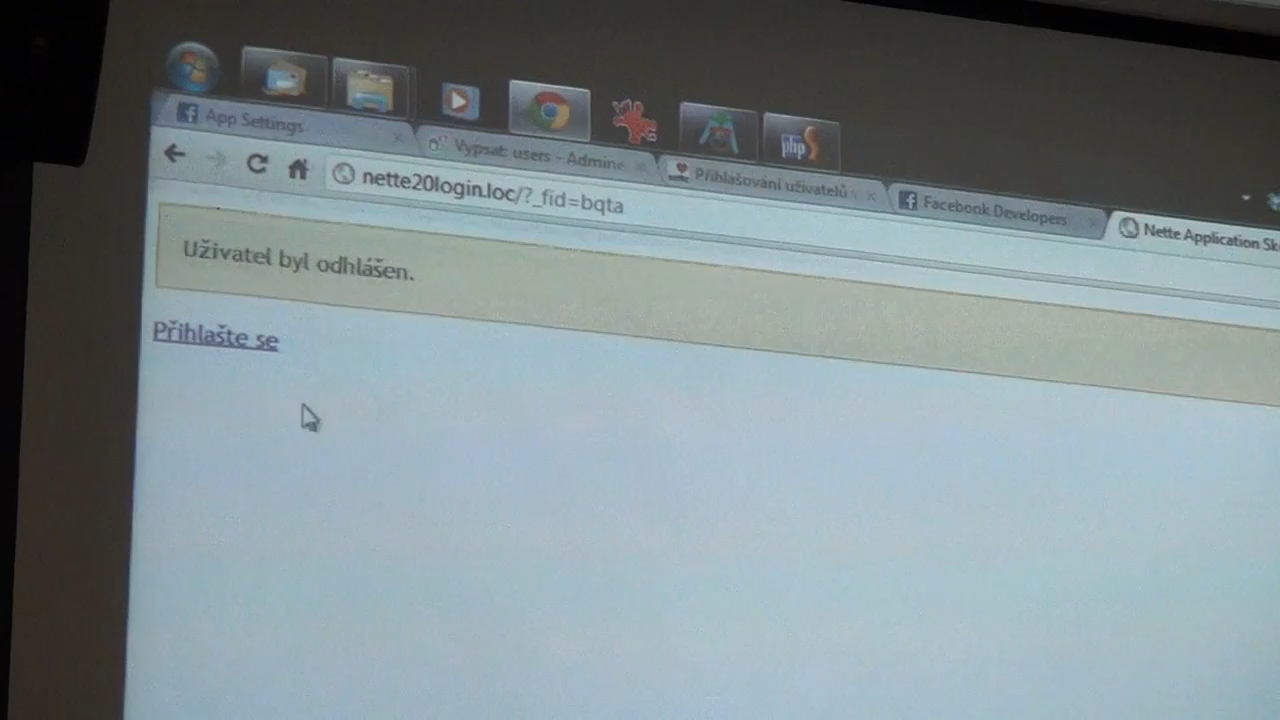 App Settings
Vypsat: users - Admine
Přihlašování uživatelů v
Facebook Developers
Nette Application Sk
nette20login.loc/?_fid=bqta
php
Uživatel byl odhlášen.
Přihlašte se